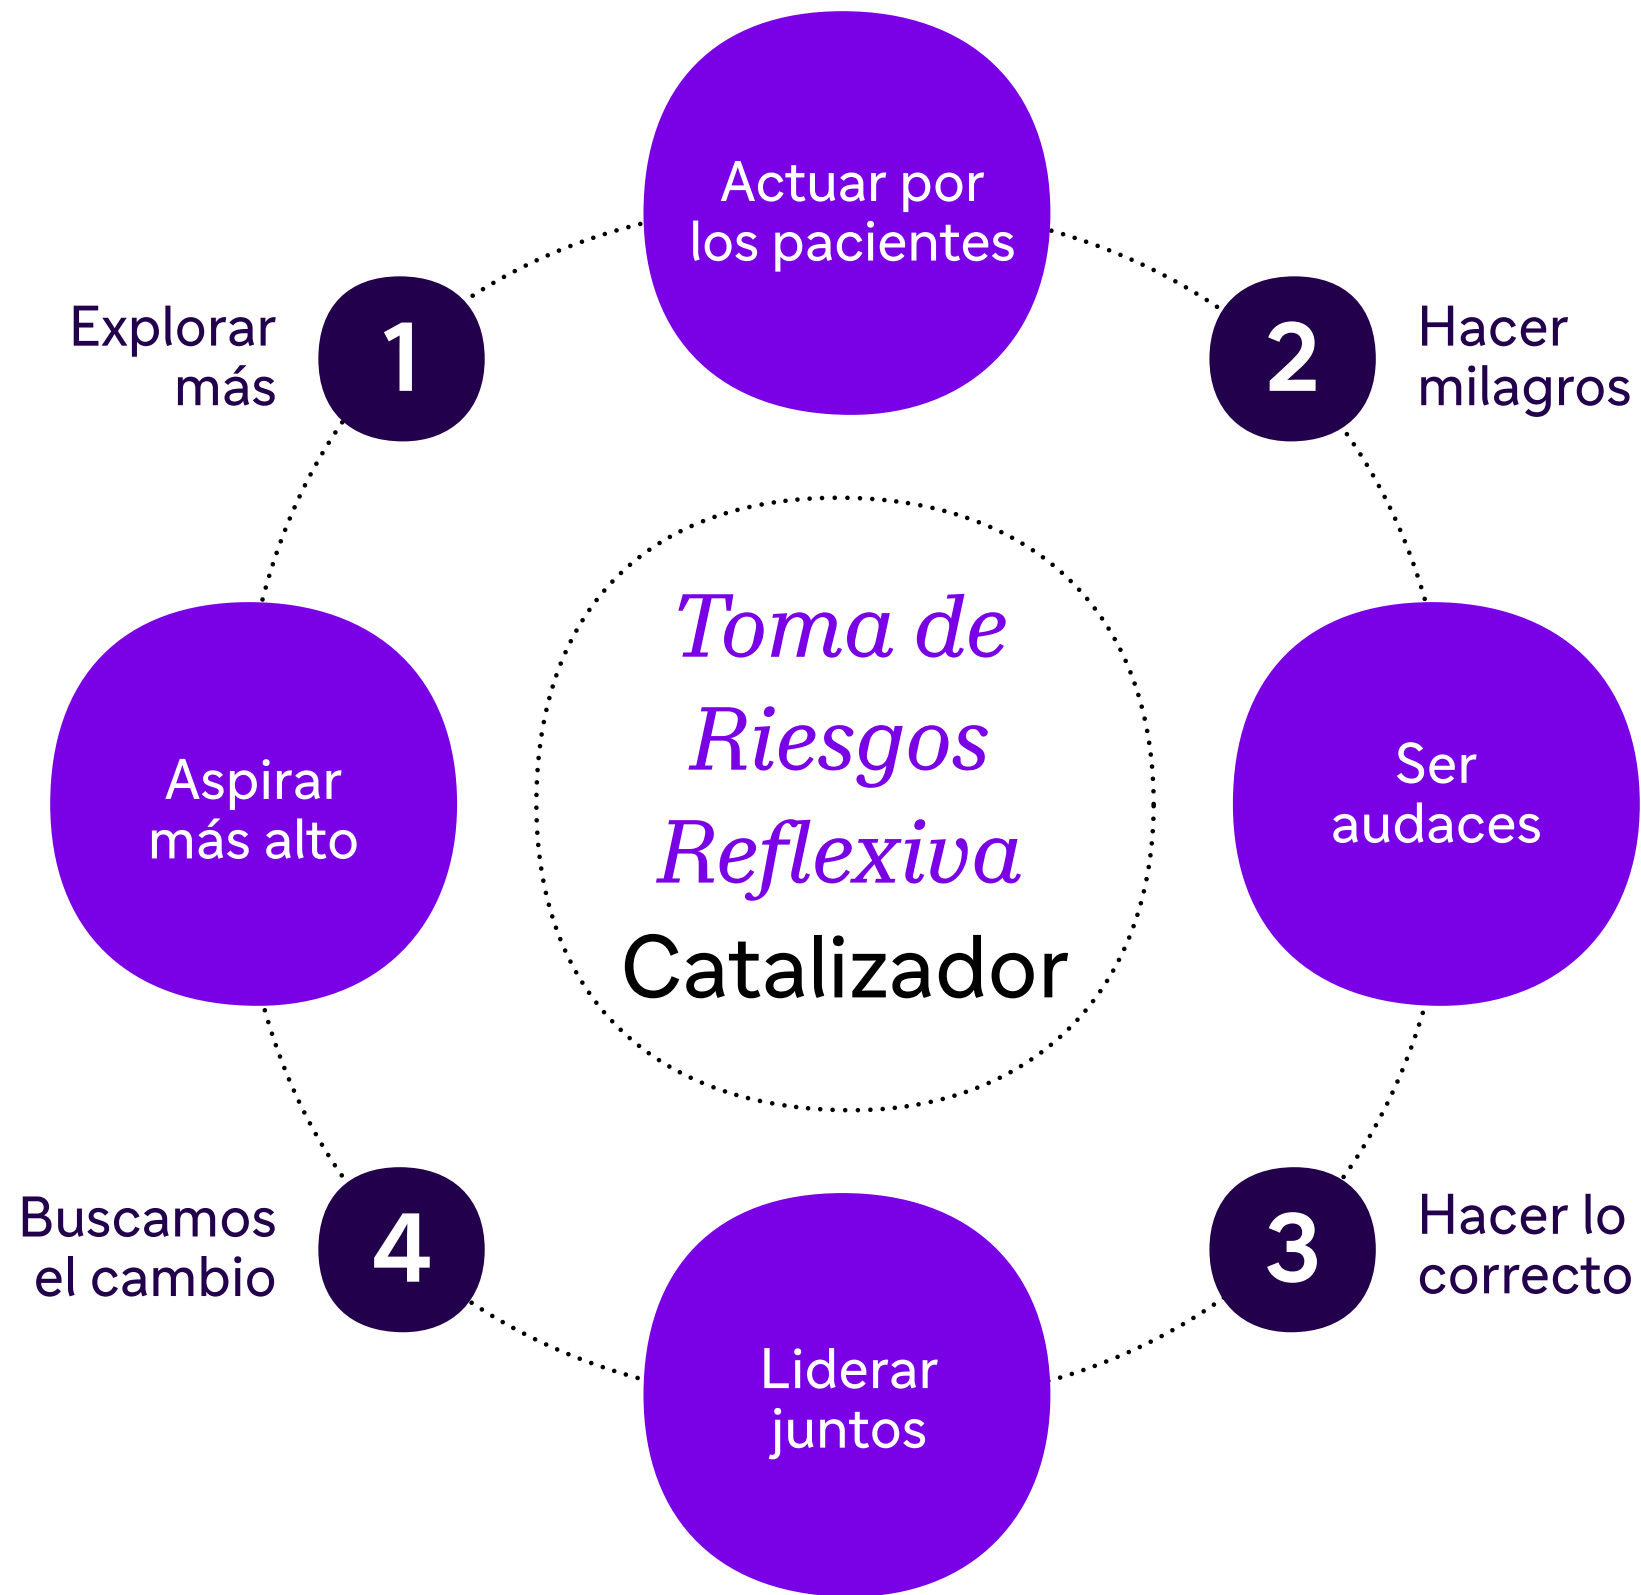 Actuar por
los pacientes
Explorar
más
1
2
Hacer
milagros
Toma de
Riesgos
Reflexiva
Catalizador
Aspirar
más alto
Ser
audaces
Buscamos
el cambio
4
3
Hacer lo
correcto
Liderar
juntos